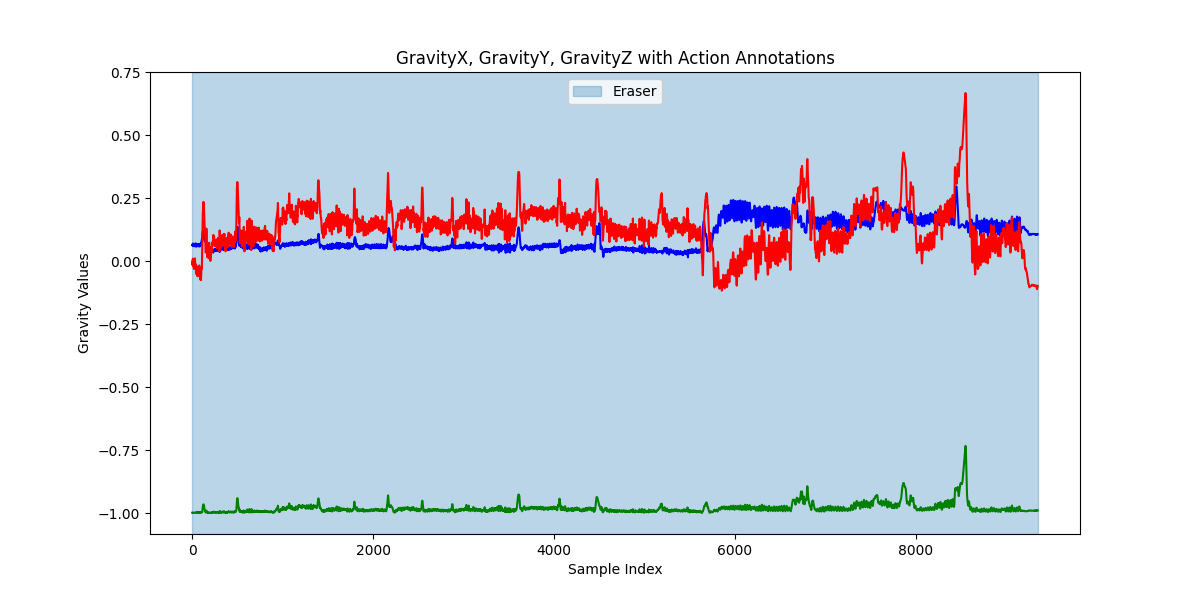 GravityX, GravityY, GravityZ with Action Annotations
Eraser
Gravity Values
0.75
0.50
0.25
0.00
−0.25
−0.50
−0.75
−1.00
0 2000 4000 6000 8000
Sample Index